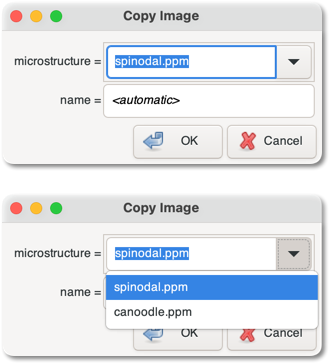 Copy Image
microstructure = spinodal.ppm
name = <automatic>
OK Cancel
Copy Image
microstructure = spinodal.ppm
spinodal.ppm
name =
canoodle.ppm
OK Cancel